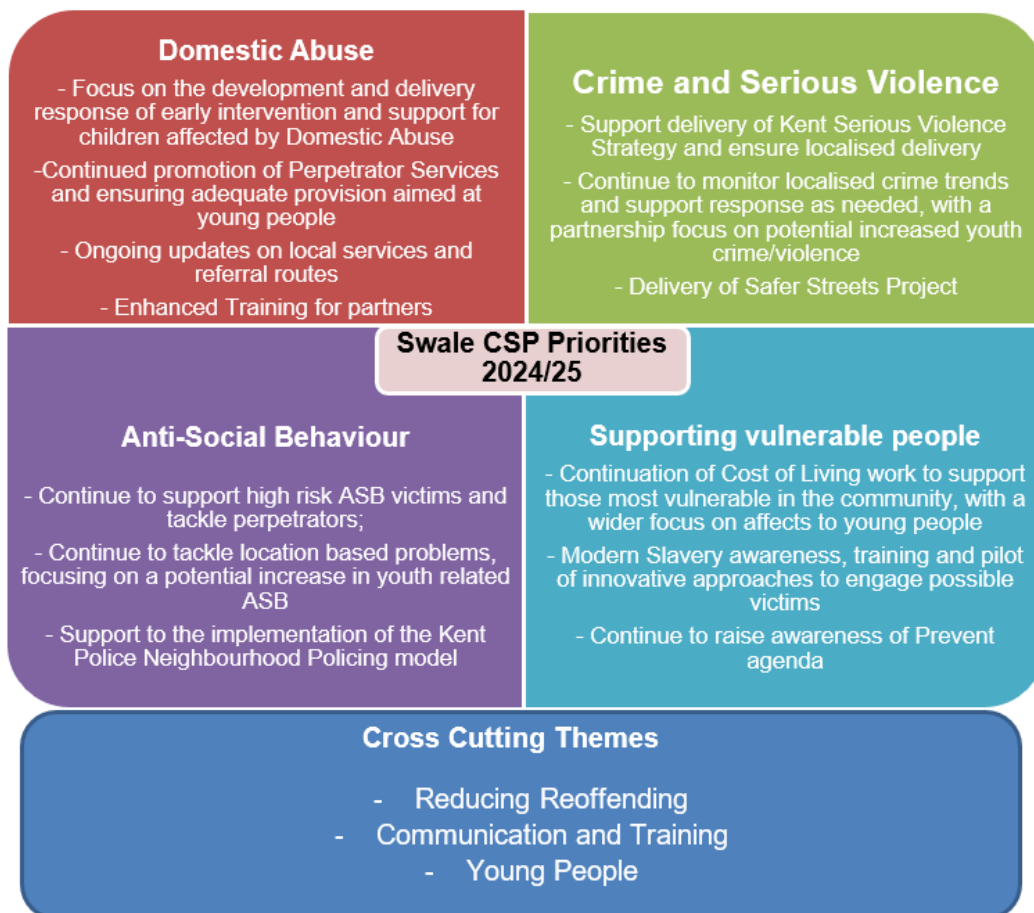 Domestic Abuse
- Focus on the development and delivery
response of early intervention and support for
children affected by Domestic Abuse
-Continued promotion of Perpetrator Services
and ensuring adequate provision aimed at
young people
- Ongoing updates on local services and
referral routes
- Enhanced Training for partners
Crime and Serious Violence
- Support delivery of Kent Serious Violence
Strategy and ensure localised delivery
- Continue to monitor localised crime trends
and support response as needed, with a
partnership focus on potential increased youth
crime/violence
- Delivery of Safer Streets Project
Swale CSP Priorities
2024/25
Anti-Social Behaviour
- Continue to support high risk ASB victims and
tackle perpetrators;
- Continue to tackle location based problems,
focusing on a potential increase in youth related
ASB
- Support to the implementation of the Kent
Police Neighbourhood Policing model
Supporting vulnerable people
- Continuation of Cost of Living work to support
those most vulnerable in the community, with a
wider focus on affects to young people
- Modern Slavery awareness, training and pilot
of innovative approaches to engage possible
victims
- Continue to raise awareness of Prevent
agenda
Cross Cutting Themes
- Reducing Reoffending
- Communication and Training
- Young People